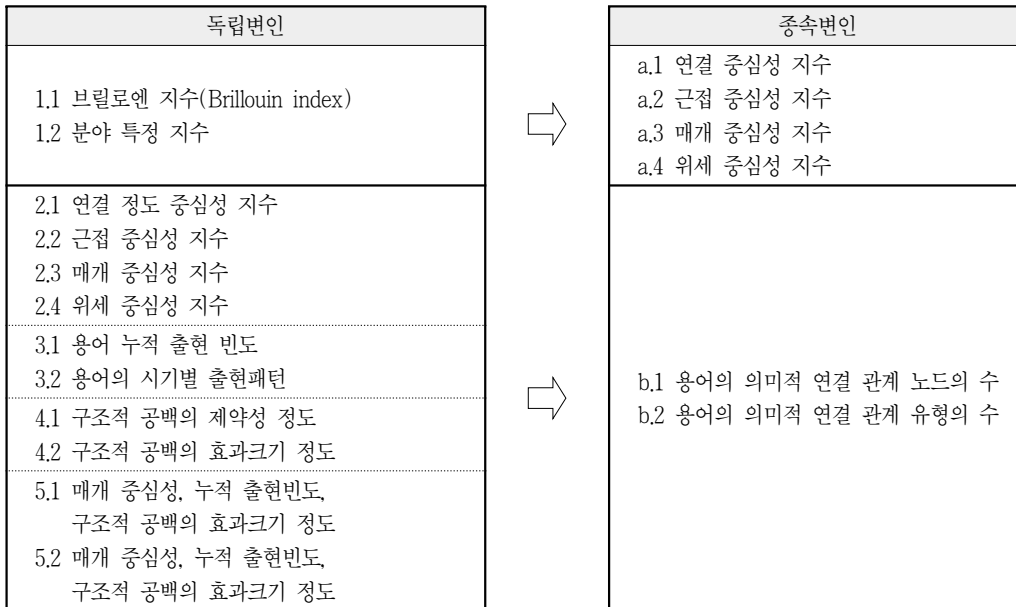 독립변인
1.1 브릴로엔 지수(Brillouin index)
1.2 분야 특정 지수
2.1 연결 정도 중심성 지수
2.2 근접 중심성 지수
2.3 매개 중심성 지수
2.4 위세 중심성 지수
3.1 용어 누적 출현 빈도
3.2 용어의 시기별 출현패턴
4.1 구조적 공백의 제약성 정도
4.2 구조적 공백의 효과크기 정도
5.1 매개 중심성, 누적 출현빈도,
구조적 공백의 효과크기 정도
5.2 매개 중심성, 누적 출현빈도,
구조적 공백의 효과크기 정도
종속변인
a.1 연결 중심성 지수
a.2 근접 중심성 지수
a.3 매개 중심성 지수
a.4 위세 중심성 지수
b.1 용어의 의미적 연결 관계 노드의 수
b.2 용어의 의미적 연결 관계 유형의 수